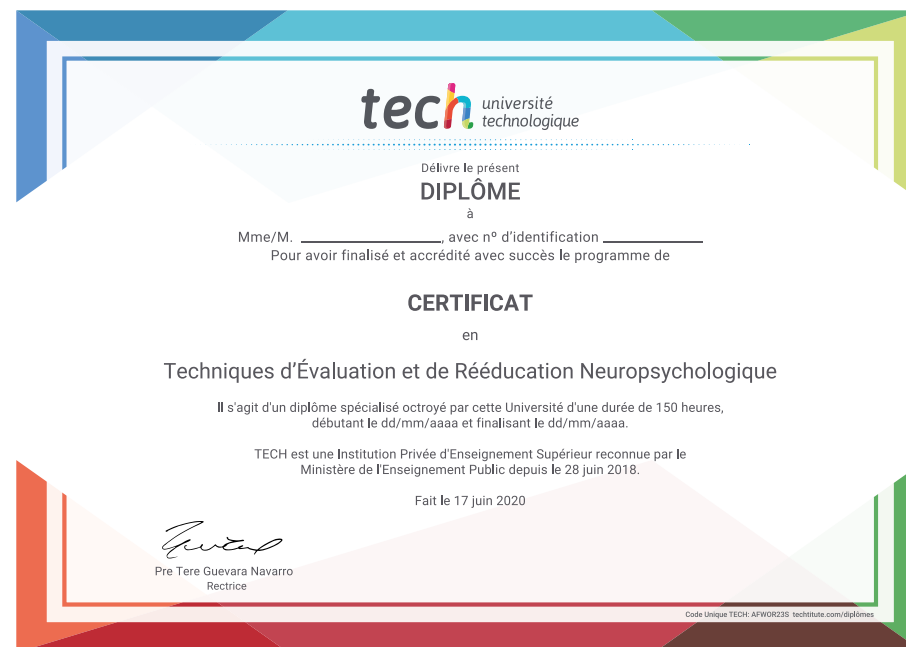 tech université
technologique
Délivre le présent
DIPLÔME
à
Mme/M. ____________________, avec nº d'identification ______________
Pour avoir finalisé et accrédité avec succès le programme de
CERTIFICAT
en
Techniques d'Évaluation et de Rééducation Neuropsychologique
Il s'agit d'un diplôme spécialisé octroyé par cette Université d'une durée de 150 heures,
débutant le dd/mm/aaaa et finalisant le dd/mm/aaaa.
TECH est une Institution Privée d'Enseignement Supérieur reconnue par le
Ministère de l'Enseignement Public depuis le 28 juin 2018.
Fait le 17 juin 2020
Pre Tere Guevara Navarro
Rectrice
Code Unique TECH: AFWOR23S techtitute.com/diplômes